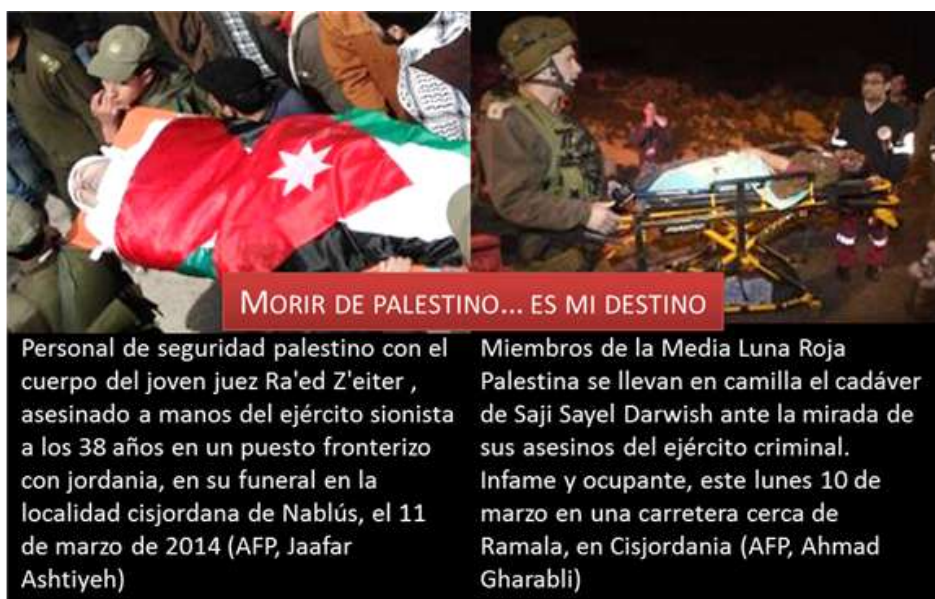 MORIR DE PALESTINO... ES MI DESTINO
Personal de seguridad palestino con el
cuerpo del joven juez Ra'ed Z'eiter ,
asesinado a manos del ejército sionista
a los 38 años en un puesto fronterizo
con jordania, en su funeral en la
localidad cisjordana de Nablús, el 11
de marzo de 2014 (AFP, Jaafar
Ashtiyeh)
Miembros de la Media Luna Roja
Palestina se llevan en camilla el cadáver
de Saji Sayel Darwish ante la mirada de
sus asesinos del ejército criminal.
Infame y ocupante, este lunes 10 de
marzo en una carretera cerca de
Ramala, en Cisjordania (AFP, Ahmad
Gharabli)